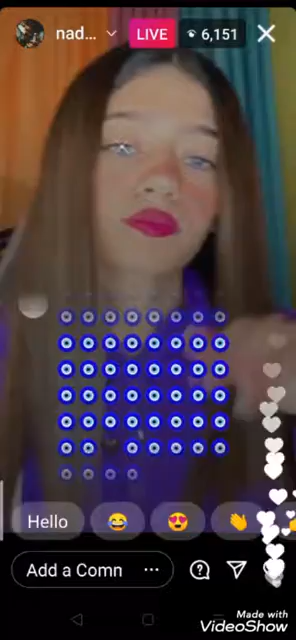 nad...
LIVE
6,151
🧿🧿🧿🧿🧿🧿🧿🧿
🧿🧿🧿🧿🧿🧿🧿🧿
🧿🧿🧿🧿🧿🧿🧿🧿
🧿🧿🧿🧿🧿🧿🧿🧿
🧿🧿🧿🧿🧿🧿🧿🧿
🧿🧿 🧿🧿🧿🧿🧿
🧿🧿🧿🧿
Hello
😂
😍
👏
Add a Comn ...
Made with
VideoShow